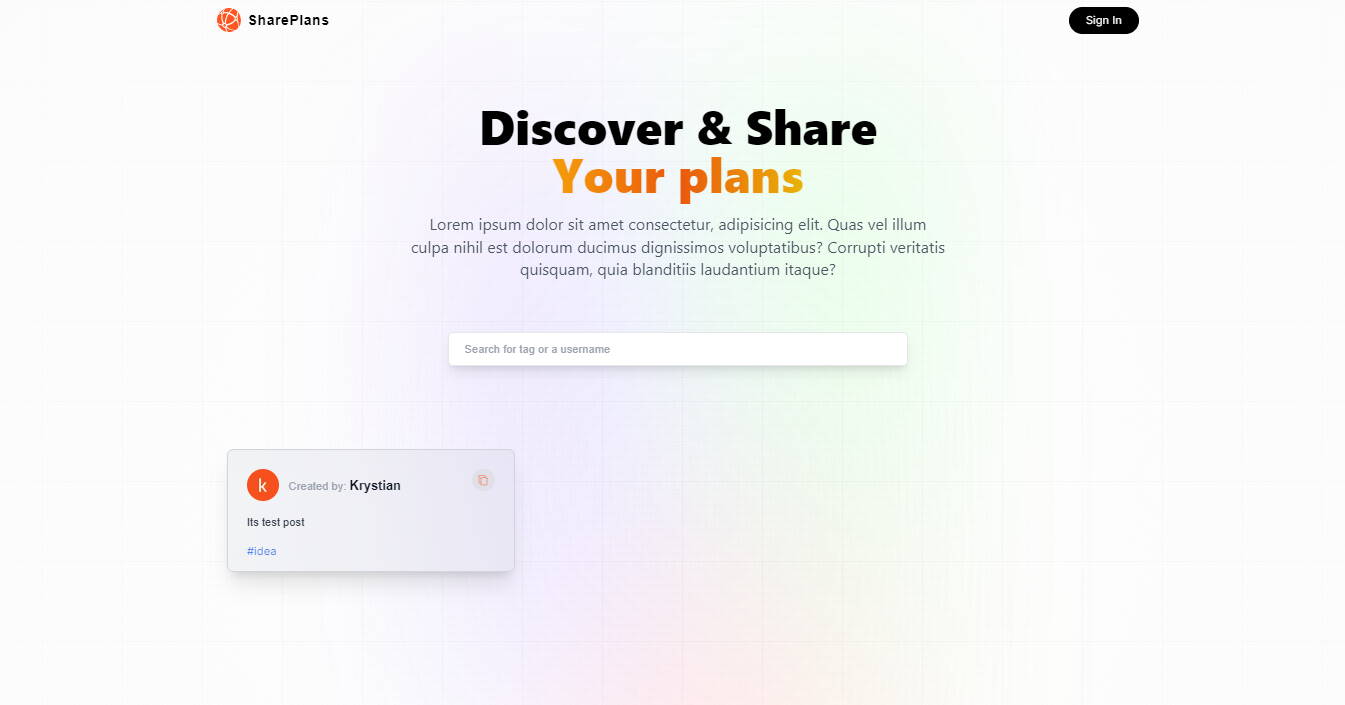 SharePlans
Sign In
Discover & Share
Your plans
Lorem ipsum dolor sit amet consectetur, adipisicing elit. Quas vel illum
culpa nihil est dolorum ducimus dignissimos voluptatibus? Corrupti veritatis
quisquam, quia blanditiis laudantium itaque?
Search for tag or a username
k
Created by: Krystian
Its test post
#idea